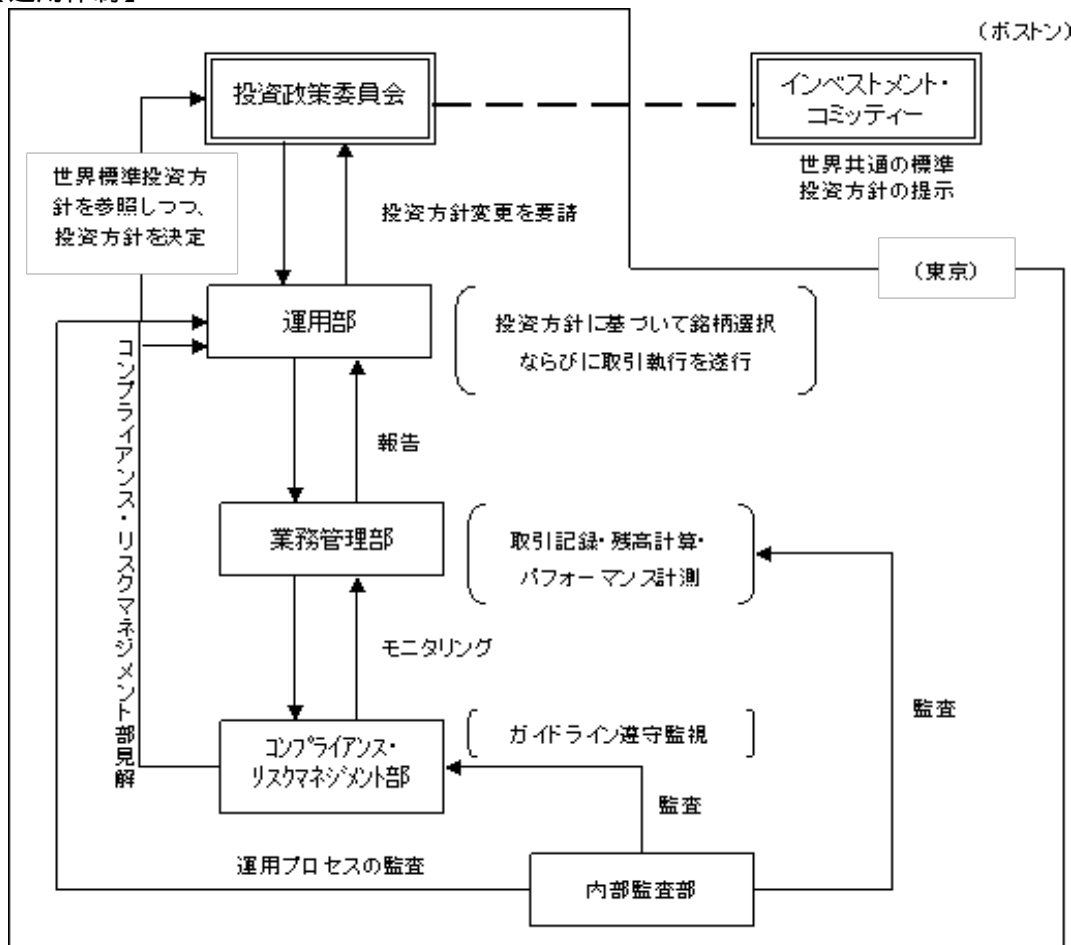 （ボストン）
投資政策委員会
インベストメント・
コミッティー
世界共通の標準
投資方針の提示
世界標準投資方
針を参照しつつ、
投資方針を決定
投資方針変更を要請
（東京）
運用部
投資方針に基づいて銘柄選択
ならびに取引執行を遂行
コンプライアンス・リスクマネジメント部見解
報告
業務管理部
取引記録・残高計算・
パフォーマンス計測
モニタリング
コンプライアンス・
リスクマネジメント部
ガイドライン遵守監視
監査
監査
運用プロセスの監査
内部監査部